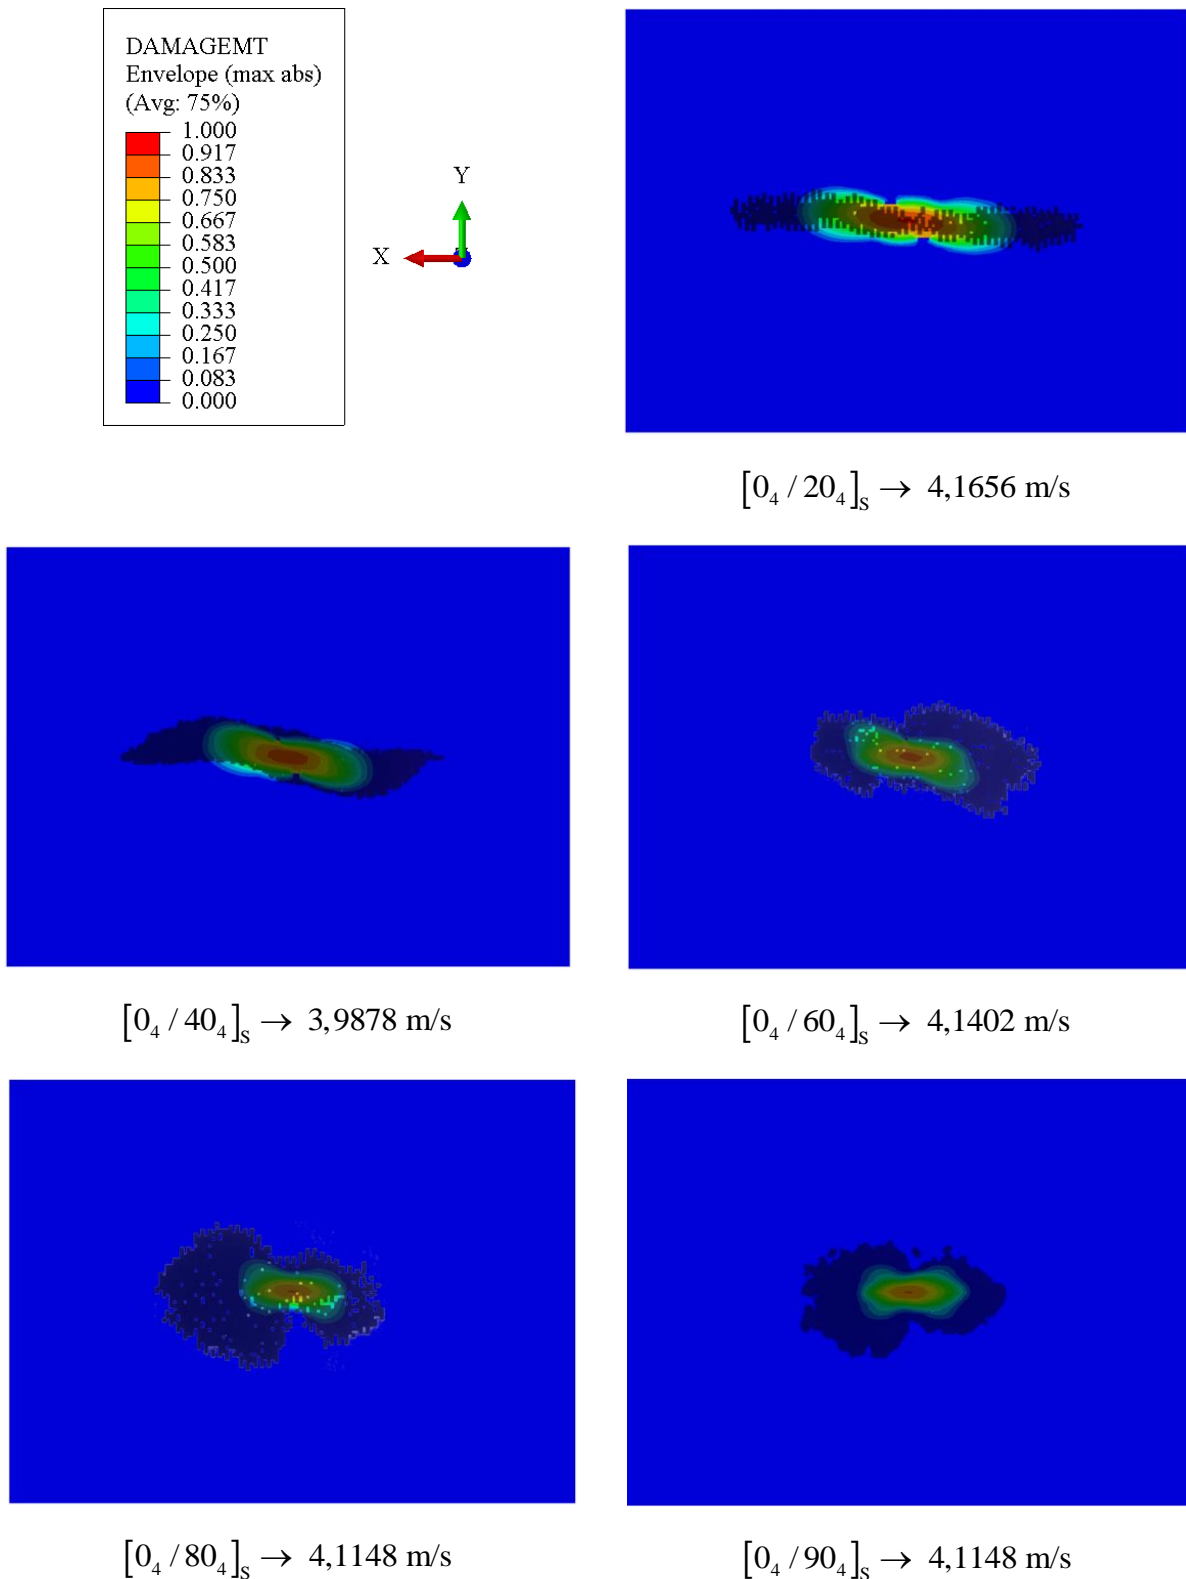 DAMAGEMT
Envelope (max abs)
(Avg: 75%)
1.000
0.917
0.833
0.750
0.667
0.583
0.500
0.417
0.333
0.250
0.167
0.083
0.000
Y
X
[0₄ / 20₄]ₛ → 4,1656 m/s
[0₄ / 40₄]ₛ → 3,9878 m/s
[0₄ / 60₄]ₛ → 4,1402 m/s
[0₄ / 80₄]ₛ → 4,1148 m/s
[0₄ / 90₄]ₛ → 4,1148 m/s